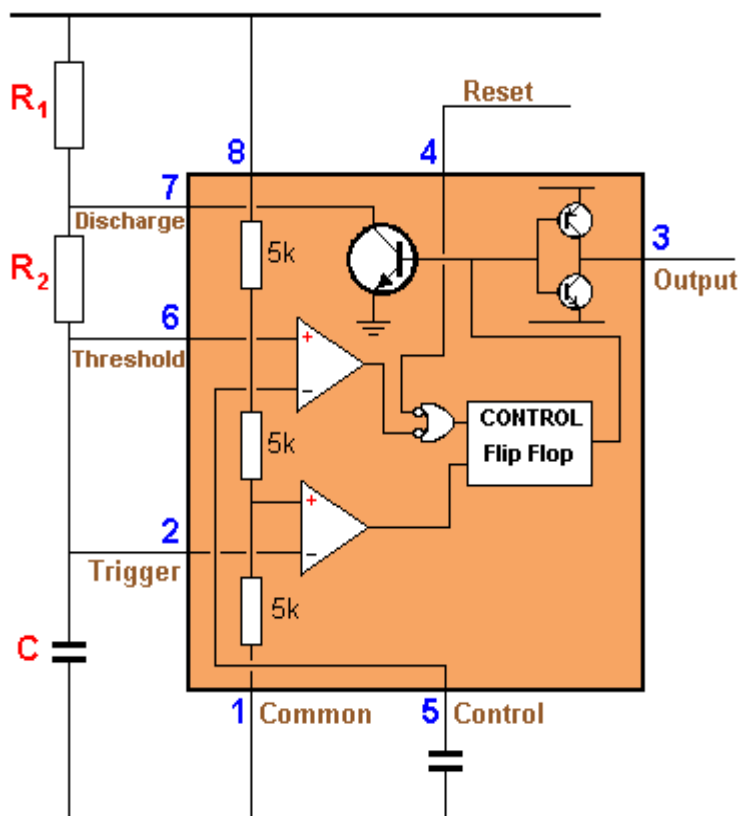 R1
Reset
8
4
7
Discharge
5k
3
Output
R2
6
Threshold
+
−
CONTROL
Flip Flop
5k
+
−
2
Trigger
5k
C
1 Common
5 Control